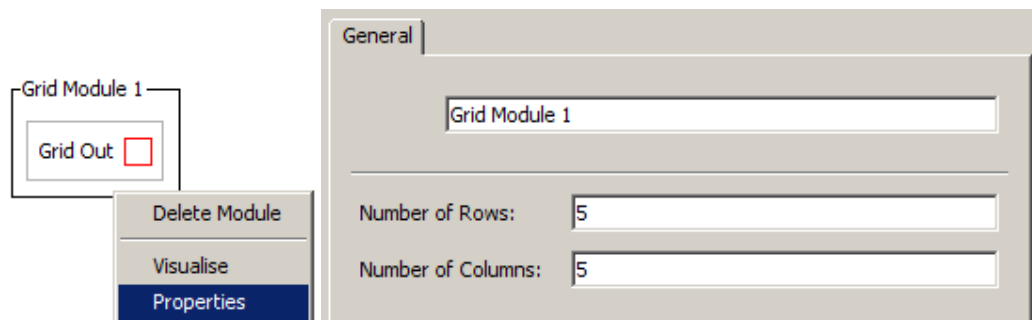 Grid Module 1
Grid Out
Delete Module
Visualise
Properties
General
Grid Module 1
Number of Rows: 5
Number of Columns: 5